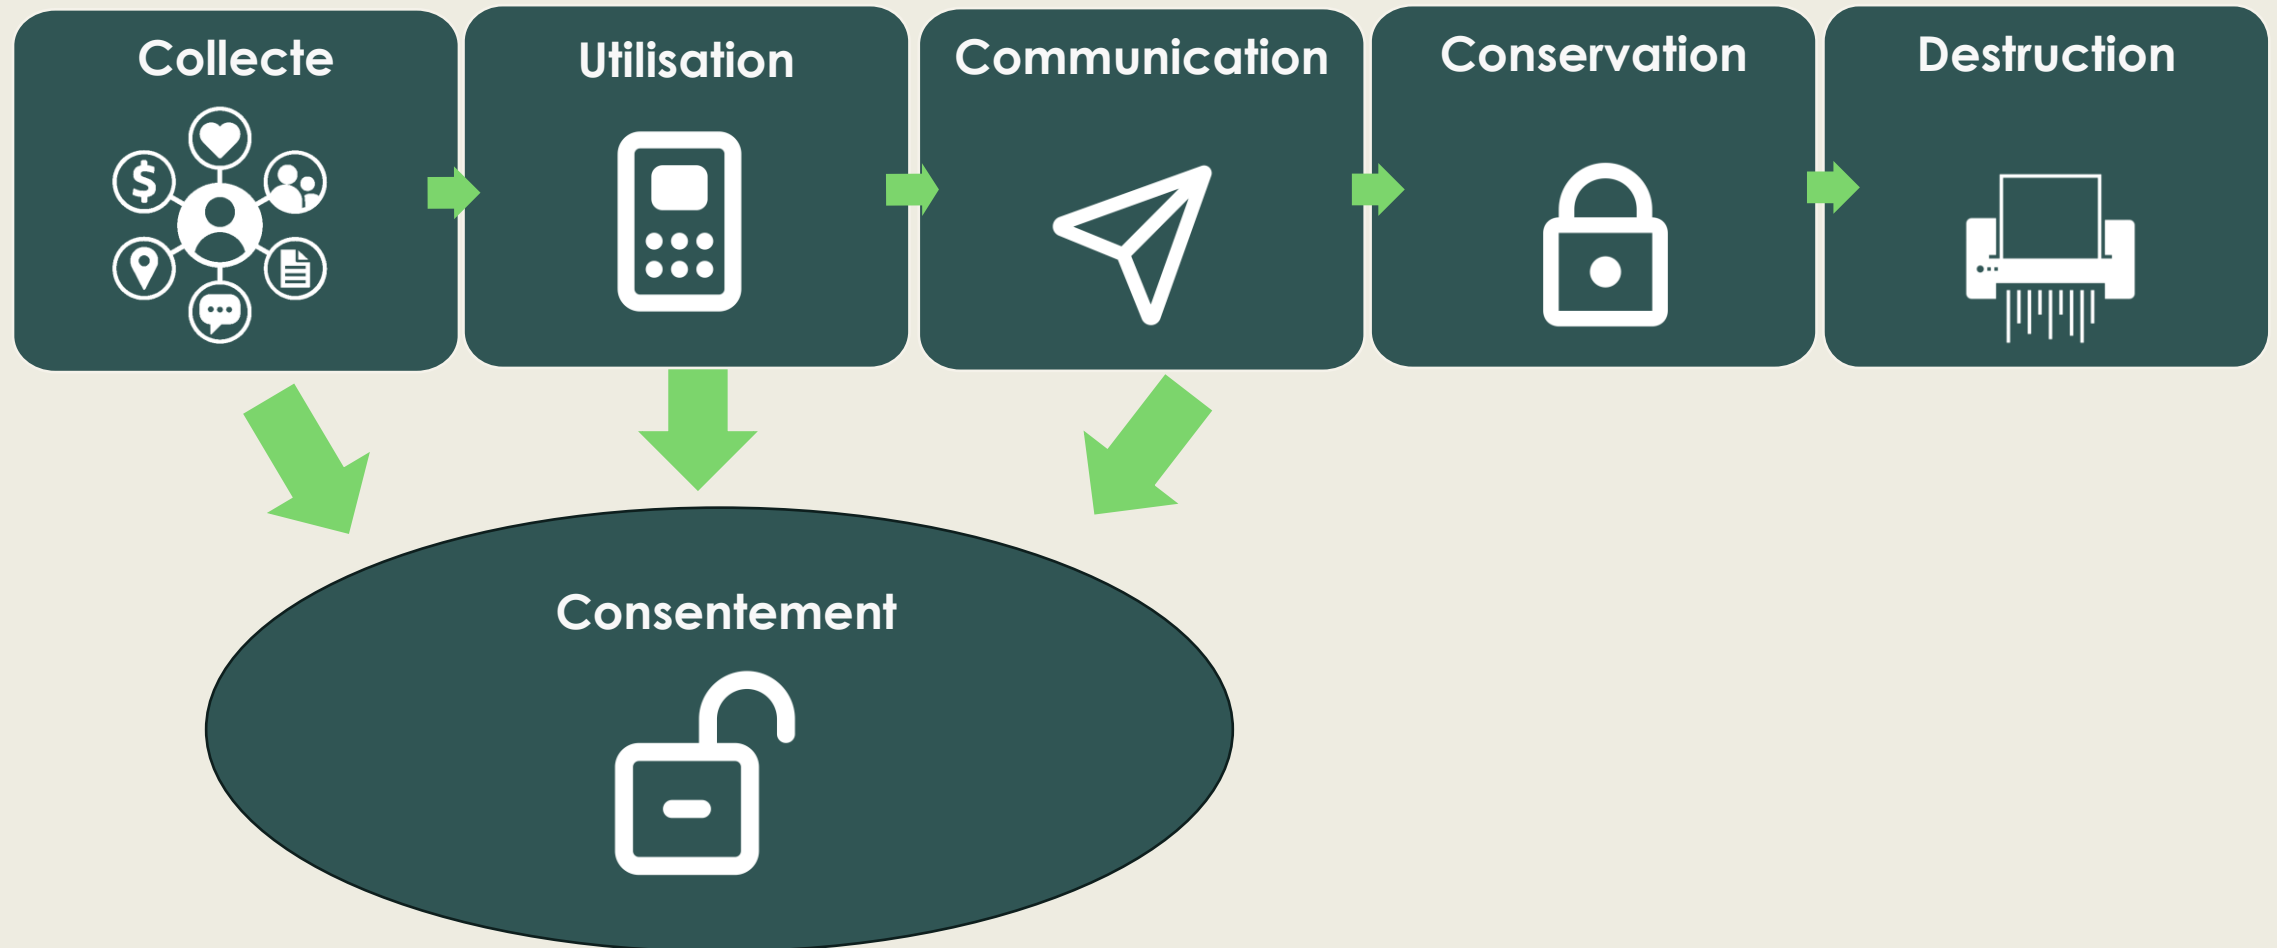 Collecte
Utilisation
Communication
Conservation
Destruction
$
Consentement